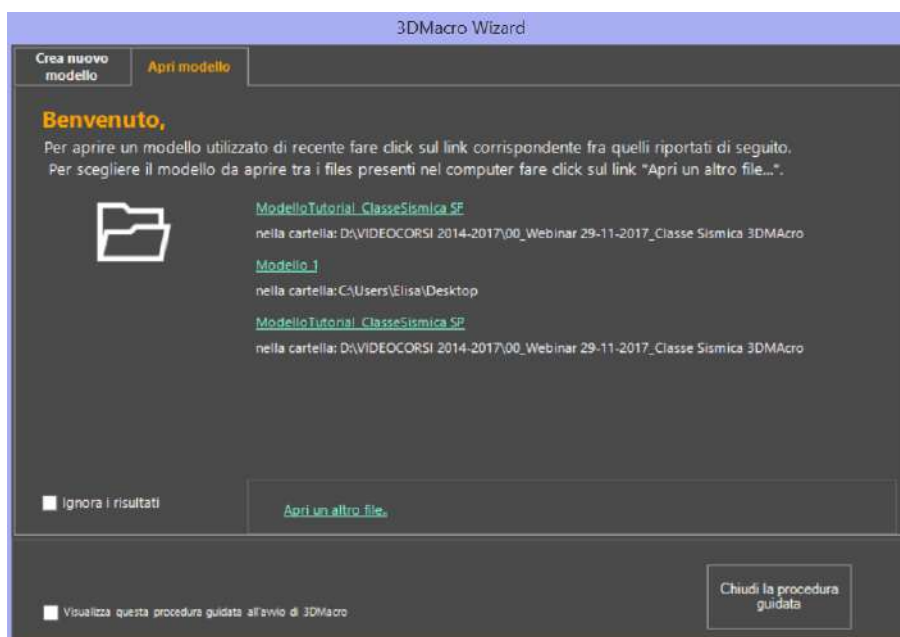 3DMacro Wizard
Crea nuovo
modello
Apri modello
Benvenuto,
Per aprire un modello utilizzato di recente fare click sul link corrispondente fra quelli riportati di seguito.
Per scegliere il modello da aprire tra i files presenti nel computer fare click sul link "Apri un altro file...".
ModelloTutorial_ClasseSismica SF
nella cartella: D:\VIDEOCORSI 2014-2017\00_Webinar 29-11-2017_Classe Sismica 3DMAcro
Modello 1
nella cartella: C:\Users\Elisa\Desktop
ModelloTutorial_ClasseSismica SP
nella cartella: D:\VIDEOCORSI 2014-2017\00_Webinar 29-11-2017_Classe Sismica 3DMAcro
Ignora i risultati
Apri un altro file..
Visualizza questa procedura guidata all'avvio di 3DMacro
Chiudi la procedura
guidata